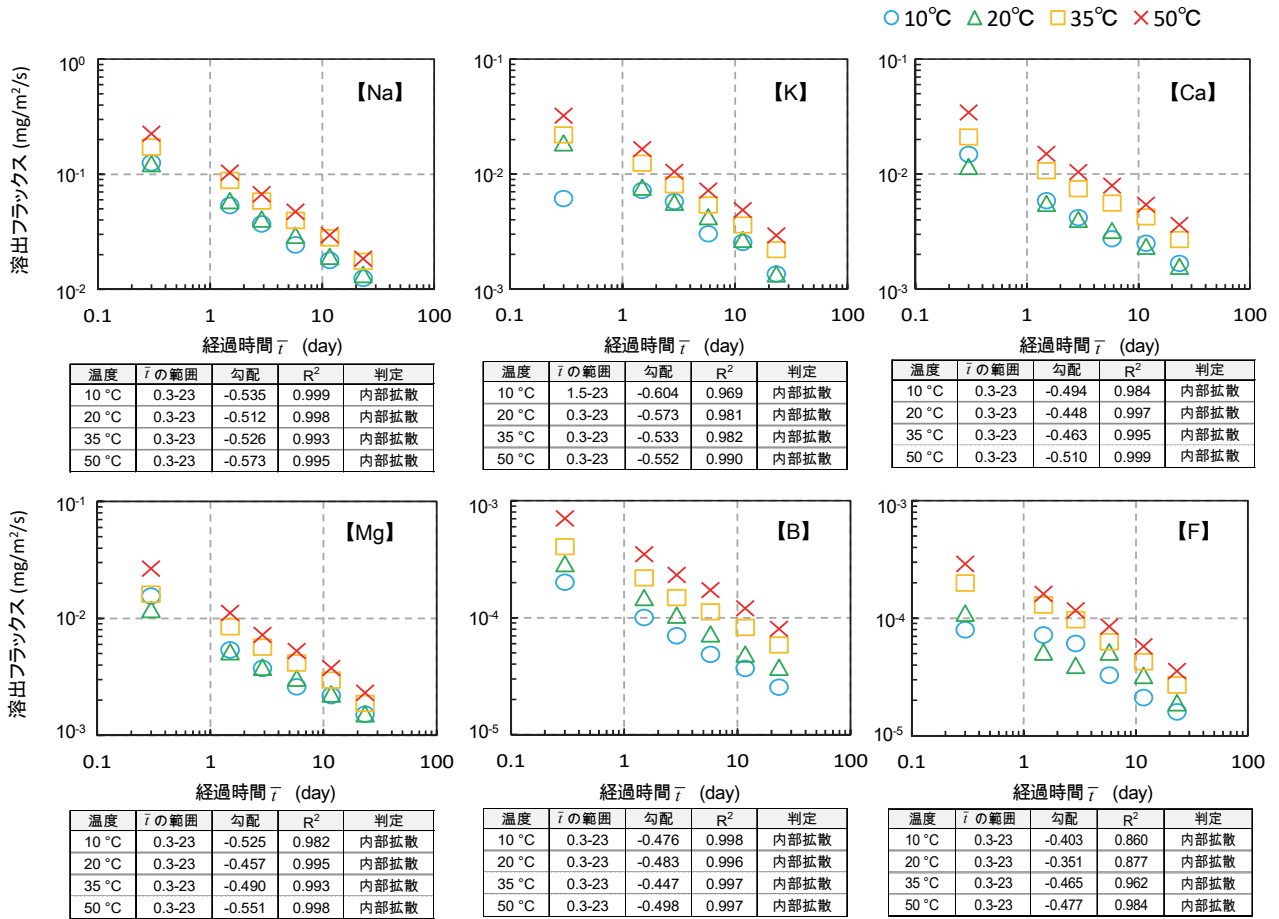 10℃ 20℃ 35℃ 50℃
溶出フラックス (mg/m²/s)
10⁰
10⁻¹
10⁻²
【Na】
0.1 1 10 100
経過時間 t̅ (day)
温度 t̅ の範囲 勾配 R² 判定
10 °C 0.3-23 -0.535 0.999 内部拡散
20 °C 0.3-23 -0.512 0.998 内部拡散
35 °C 0.3-23 -0.526 0.993 内部拡散
50 °C 0.3-23 -0.573 0.995 内部拡散
10⁻¹
10⁻²
10⁻³
【K】
0.1 1 10 100
経過時間 t̅ (day)
温度 t̅ の範囲 勾配 R² 判定
10 °C 1.5-23 -0.604 0.969 内部拡散
20 °C 0.3-23 -0.573 0.981 内部拡散
35 °C 0.3-23 -0.533 0.982 内部拡散
50 °C 0.3-23 -0.552 0.990 内部拡散
10⁻¹
10⁻²
10⁻³
【Ca】
0.1 1 10 100
経過時間 t̅ (day)
温度 t̅ の範囲 勾配 R² 判定
10 °C 0.3-23 -0.494 0.984 内部拡散
20 °C 0.3-23 -0.448 0.997 内部拡散
35 °C 0.3-23 -0.463 0.995 内部拡散
50 °C 0.3-23 -0.510 0.999 内部拡散
溶出フラックス (mg/m²/s)
10⁻¹
10⁻²
10⁻³
【Mg】
0.1 1 10 100
経過時間 t̅ (day)
温度 t̅ の範囲 勾配 R² 判定
10 °C 0.3-23 -0.525 0.982 内部拡散
20 °C 0.3-23 -0.457 0.995 内部拡散
35 °C 0.3-23 -0.490 0.993 内部拡散
50 °C 0.3-23 -0.551 0.998 内部拡散
10⁻³
10⁻⁴
10⁻⁵
【B】
0.1 1 10 100
経過時間 t̅ (day)
温度 t̅ の範囲 勾配 R² 判定
10 °C 0.3-23 -0.476 0.998 内部拡散
20 °C 0.3-23 -0.483 0.996 内部拡散
35 °C 0.3-23 -0.447 0.997 内部拡散
50 °C 0.3-23 -0.498 0.997 内部拡散
10⁻³
10⁻⁴
10⁻⁵
【F】
0.1 1 10 100
経過時間 t̅ (day)
温度 t̅ の範囲 勾配 R² 判定
10 °C 0.3-23 -0.403 0.860 内部拡散
20 °C 0.3-23 -0.351 0.877 内部拡散
35 °C 0.3-23 -0.465 0.962 内部拡散
50 °C 0.3-23 -0.477 0.984 内部拡散